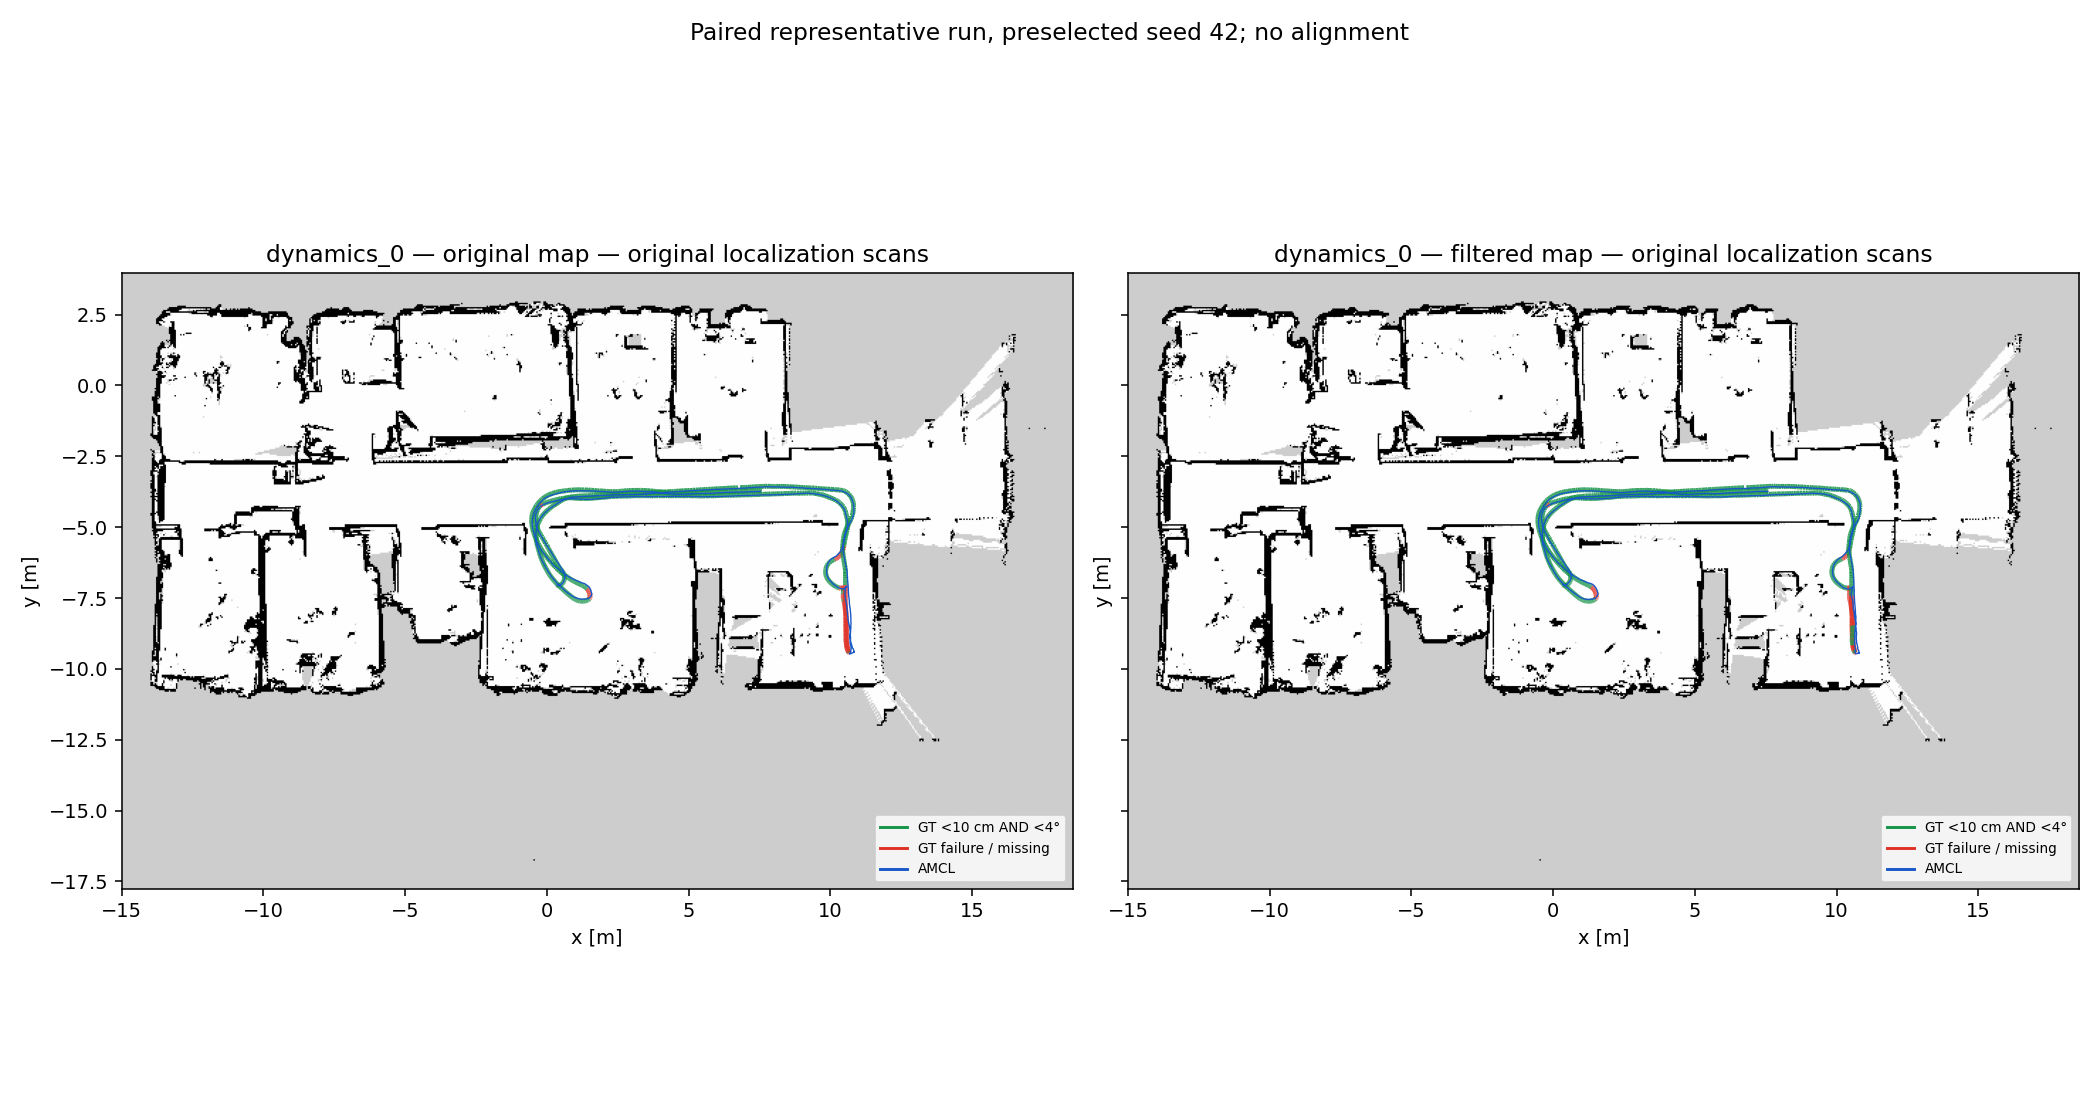 Paired representative run, preselected seed 42; no alignment
dynamics_0 — original map — original localization scans
2.5
0.0
−2.5
−5.0
−7.5
−10.0
−12.5
−15.0
−17.5
y [m]
−15
−10
−5
0
5
10
15
x [m]
GT <10 cm AND <4°
GT failure / missing
AMCL
dynamics_0 — filtered map — original localization scans
y [m]
−15
−10
−5
0
5
10
15
x [m]
GT <10 cm AND <4°
GT failure / missing
AMCL